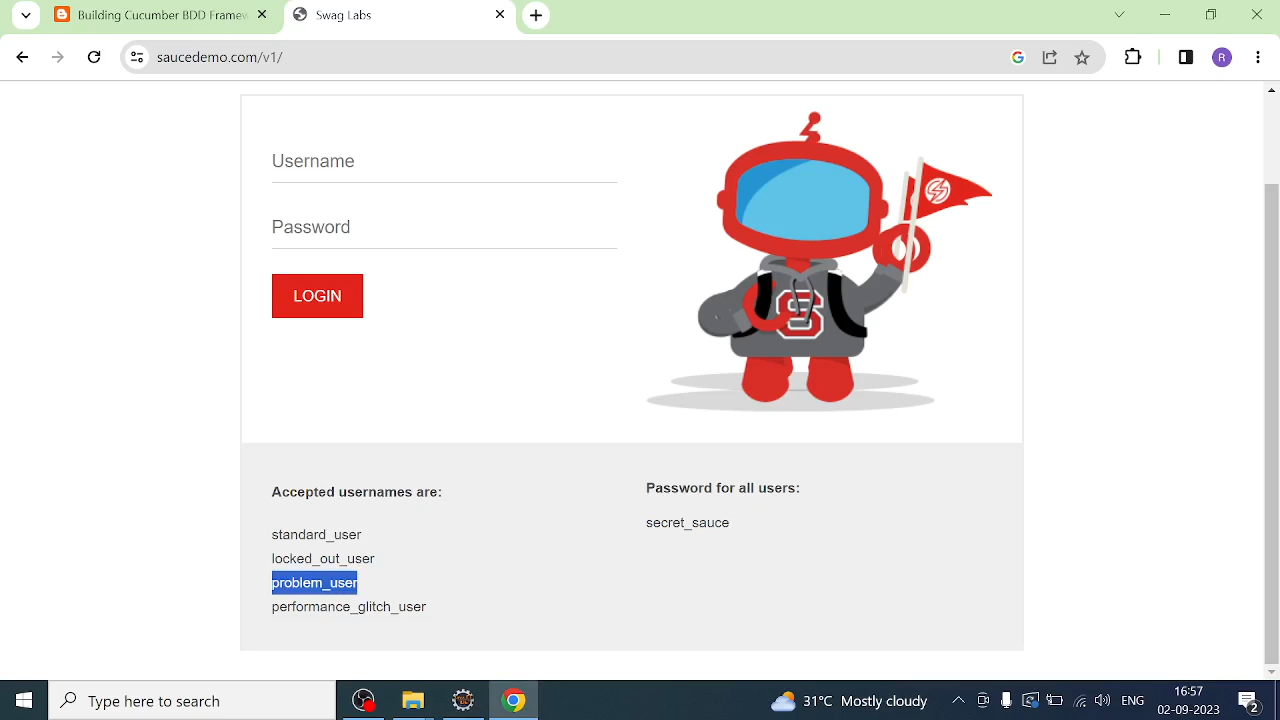 Building Cucumber BDD Framew
Swag Labs
saucedemo.com/v1/
R
Username
Password
LOGIN
S
Accepted usernames are:
standard_user
locked_out_user
problem_user
performance_glitch_user
Password for all users:
secret_sauce
Type here to search
31°C Mostly cloudy
ENG
16:57
02-09-2023
2